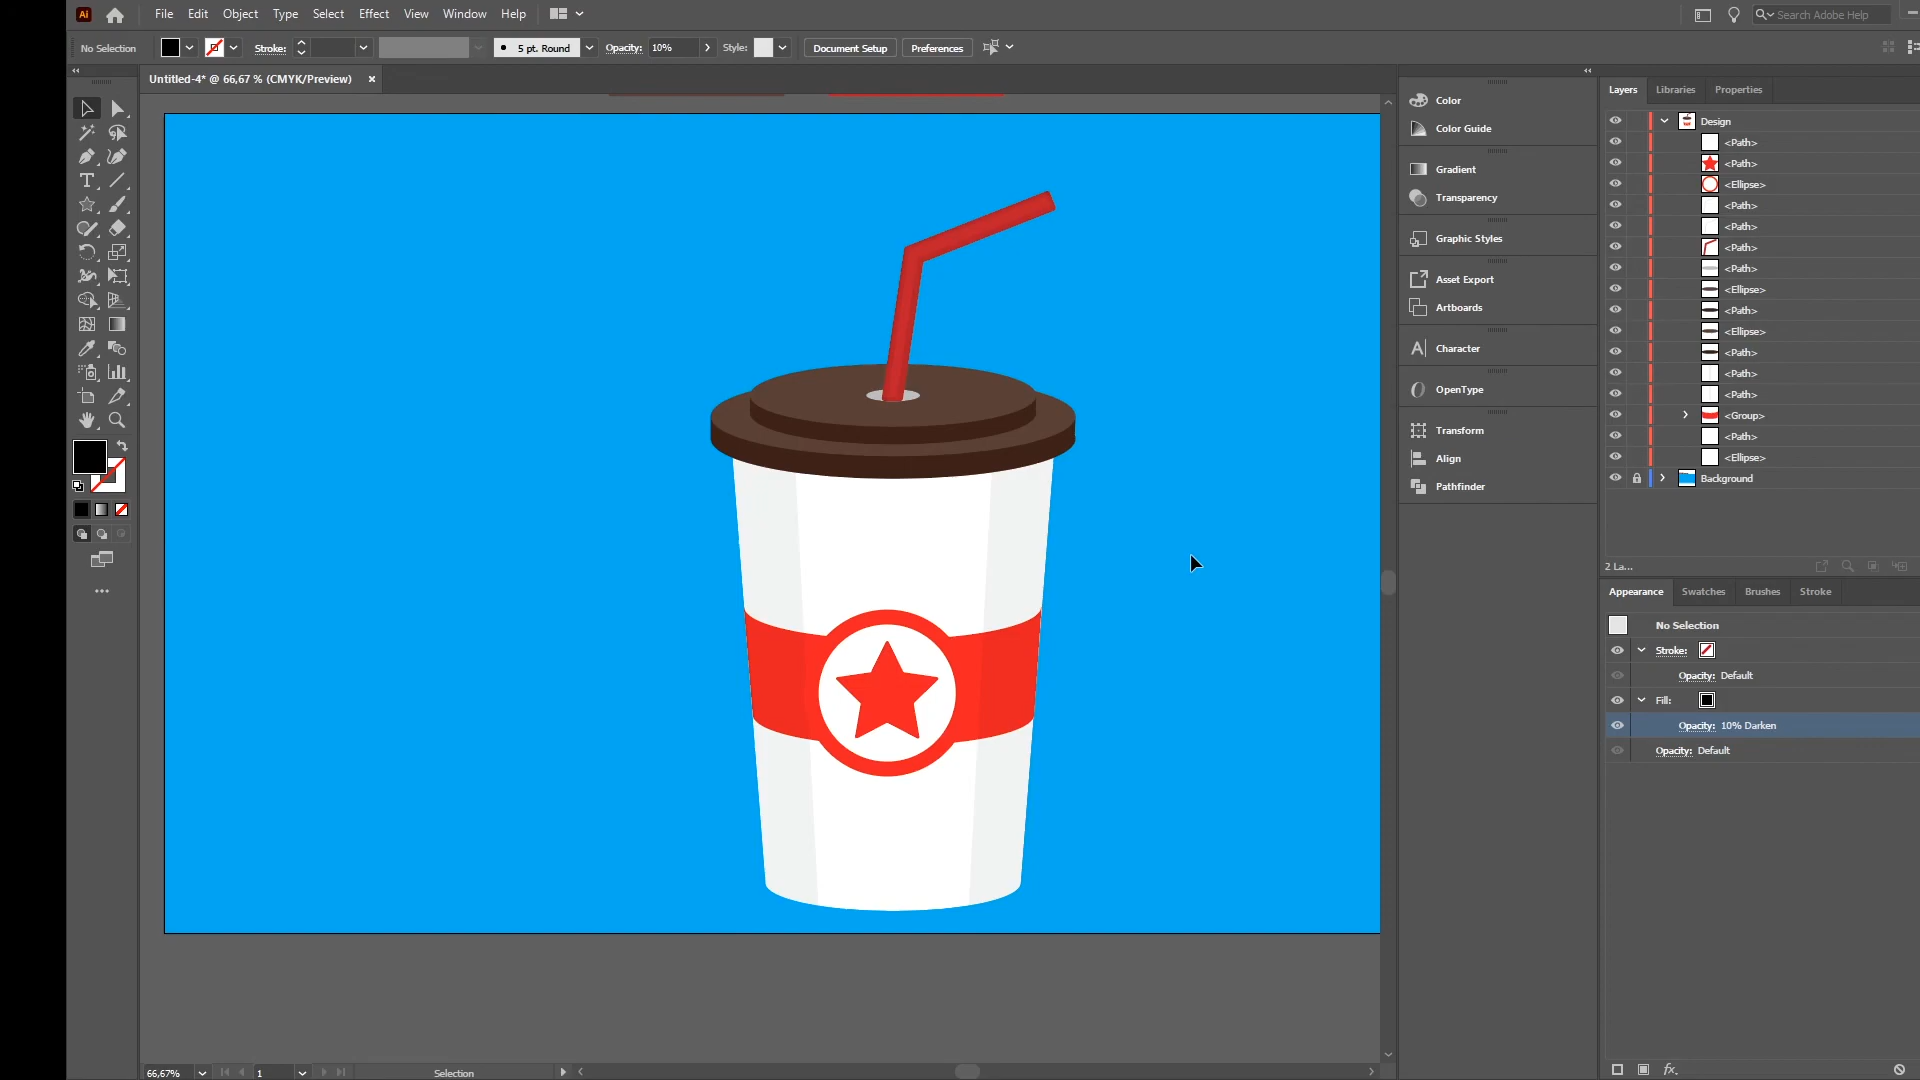 Ai File Edit Object Type Select Effect View Window Help Search Adobe Help
No Selection Stroke: 5 pt. Round Opacity: 10% Style: Document Setup Preferences
Untitled-4* @ 66,67 % (CMYK/Preview) ×
Color
Color Guide
Gradient
Transparency
Graphic Styles
Asset Export
Artboards
Character
OpenType
Transform
Align
Pathfinder
Layers Libraries Properties
Design
<Path>
<Path>
<Ellipse>
<Path>
<Path>
<Path>
<Path>
<Ellipse>
<Path>
<Ellipse>
<Path>
<Path>
<Path>
<Group>
<Path>
<Ellipse>
Background
2 La...
Appearance Swatches Brushes Stroke
No Selection
Stroke:
Opacity: Default
Fill:
Opacity: 10% Darken
Opacity: Default
fx
66,67% 1 Selection